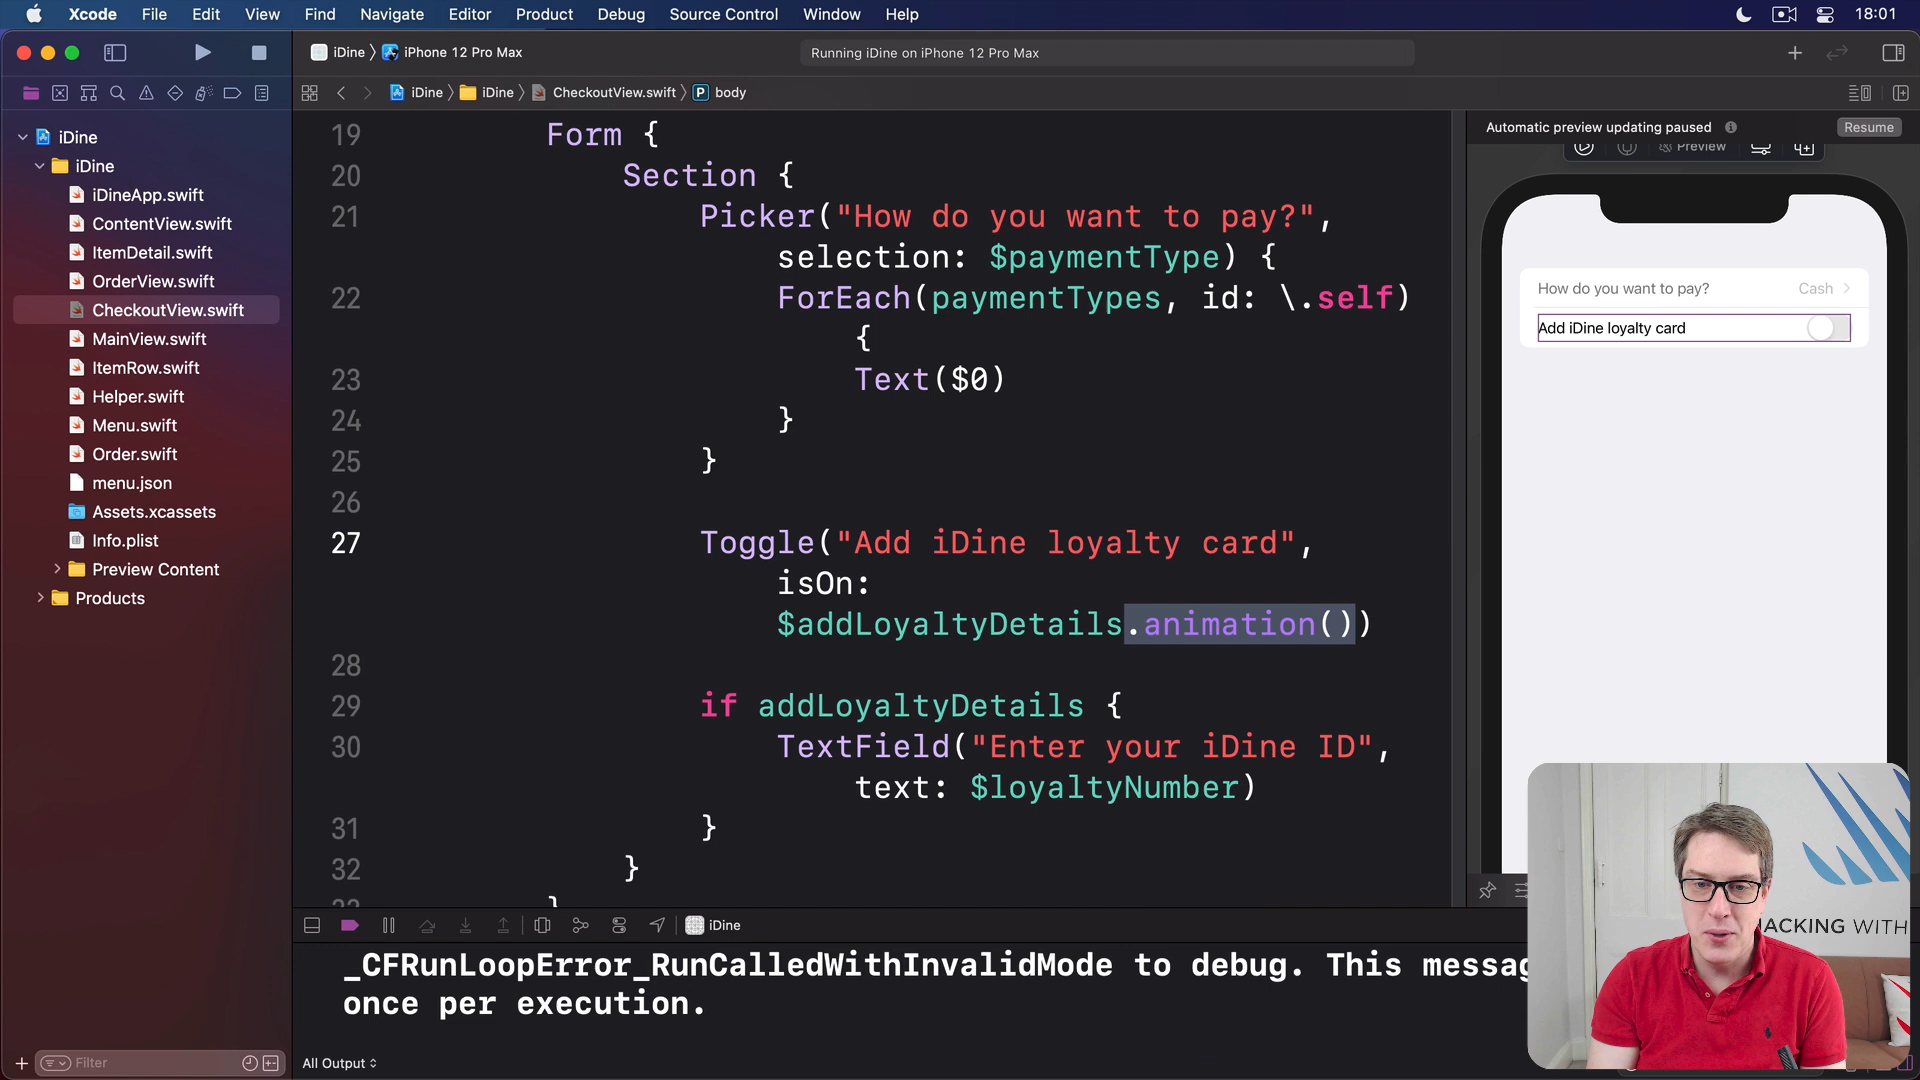 Xcode File Edit View Find Navigate Editor Product Debug Source Control Window Help 18:01
iDine iPhone 12 Pro Max Running iDine on iPhone 12 Pro Max
iDine iDine CheckoutView.swift P body
iDine
iDine
iDineApp.swift
ContentView.swift
ItemDetail.swift
OrderView.swift
CheckoutView.swift
MainView.swift
ItemRow.swift
Helper.swift
Menu.swift
Order.swift
menu.json
Assets.xcassets
Info.plist
Preview Content
Products
Filter
19 Form {
20 Section {
21 Picker("How do you want to pay?",
selection: $paymentType) {
22 ForEach(paymentTypes, id: \.self)
{
23 Text($0)
24 }
25 }
26
27 Toggle("Add iDine loyalty card",
isOn:
$addLoyaltyDetails.animation())
28
29 if addLoyaltyDetails {
30 TextField("Enter your iDine ID",
text: $loyaltyNumber)
31 }
32 }
Automatic preview updating paused Resume
Preview
How do you want to pay? Cash
Add iDine loyalty card
iDine
_CFRunLoopError_RunCalledWithInvalidMode to debug. This messag
once per execution.
All Output
HACKING WITH